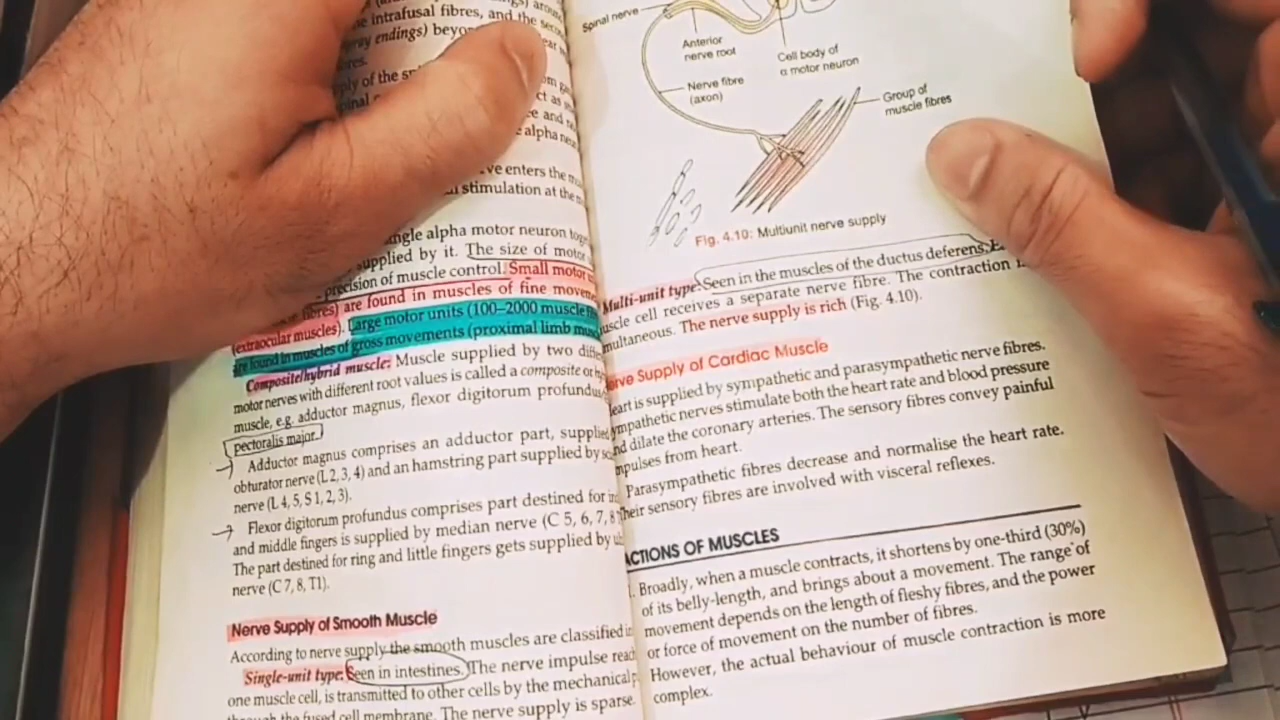 intrafusal fibres, and the
endings) beyo
ply of the
alpha
ve enters the
stimulation at the
ngle alpha motor neuron
supplied by it. The size of
precision of muscle control. Small motor
fibres) are found in muscles of fine
(extraocular muscles). Large motor units (100–2000 muscle
are found in muscles of gross movements (proximal limb
Composite/hybrid muscle: Muscle supplied by two
motor nerves with different root values is called a composite or
muscle, e.g. adductor magnus, flexor digitorum profundus
pectoralis major.
Adductor magnus comprises an adductor part, supplied
obturator nerve (L 2, 3, 4) and an hamstring part supplied by
nerve (L 4, 5, S 1, 2, 3).
Flexor digitorum profundus comprises part destined for
and middle fingers is supplied by median nerve (C 5, 6, 7, 8
The part destined for ring and little fingers gets supplied by
nerve (C 7, 8, T1).
Nerve Supply of Smooth Muscle
According to nerve supply the smooth muscles are classified
Single-unit type: Seen in intestines. The nerve impulse
one muscle cell, is transmitted to other cells by the mechanical
through the fused cell membrane. The nerve supply is sparse.
Spinal nerve
Anterior
nerve root
Cell body of
α motor neuron
Nerve fibre
(axon)
Group of
muscle fibres
Fig. 4.10: Multiunit nerve supply
Multi-unit type: Seen in the muscles of the ductus deferens.
uscle cell receives a separate nerve fibre. The contraction
multaneous. The nerve supply is rich (Fig. 4.10).
erve Supply of Cardiac Muscle
eart is supplied by sympathetic and parasympathetic nerve fibres.
ympathetic nerves stimulate both the heart rate and blood pressure
nd dilate the coronary arteries. The sensory fibres convey painful
mpulses from heart.
Parasympathetic fibres decrease and normalise the heart rate.
Their sensory fibres are involved with visceral reflexes.
ACTIONS OF MUSCLES
. Broadly, when a muscle contracts, it shortens by one-third (30%)
of its belly-length, and brings about a movement. The range of
movement depends on the length of fleshy fibres, and the power
or force of movement on the number of fibres.
However, the actual behaviour of muscle contraction is more
complex.